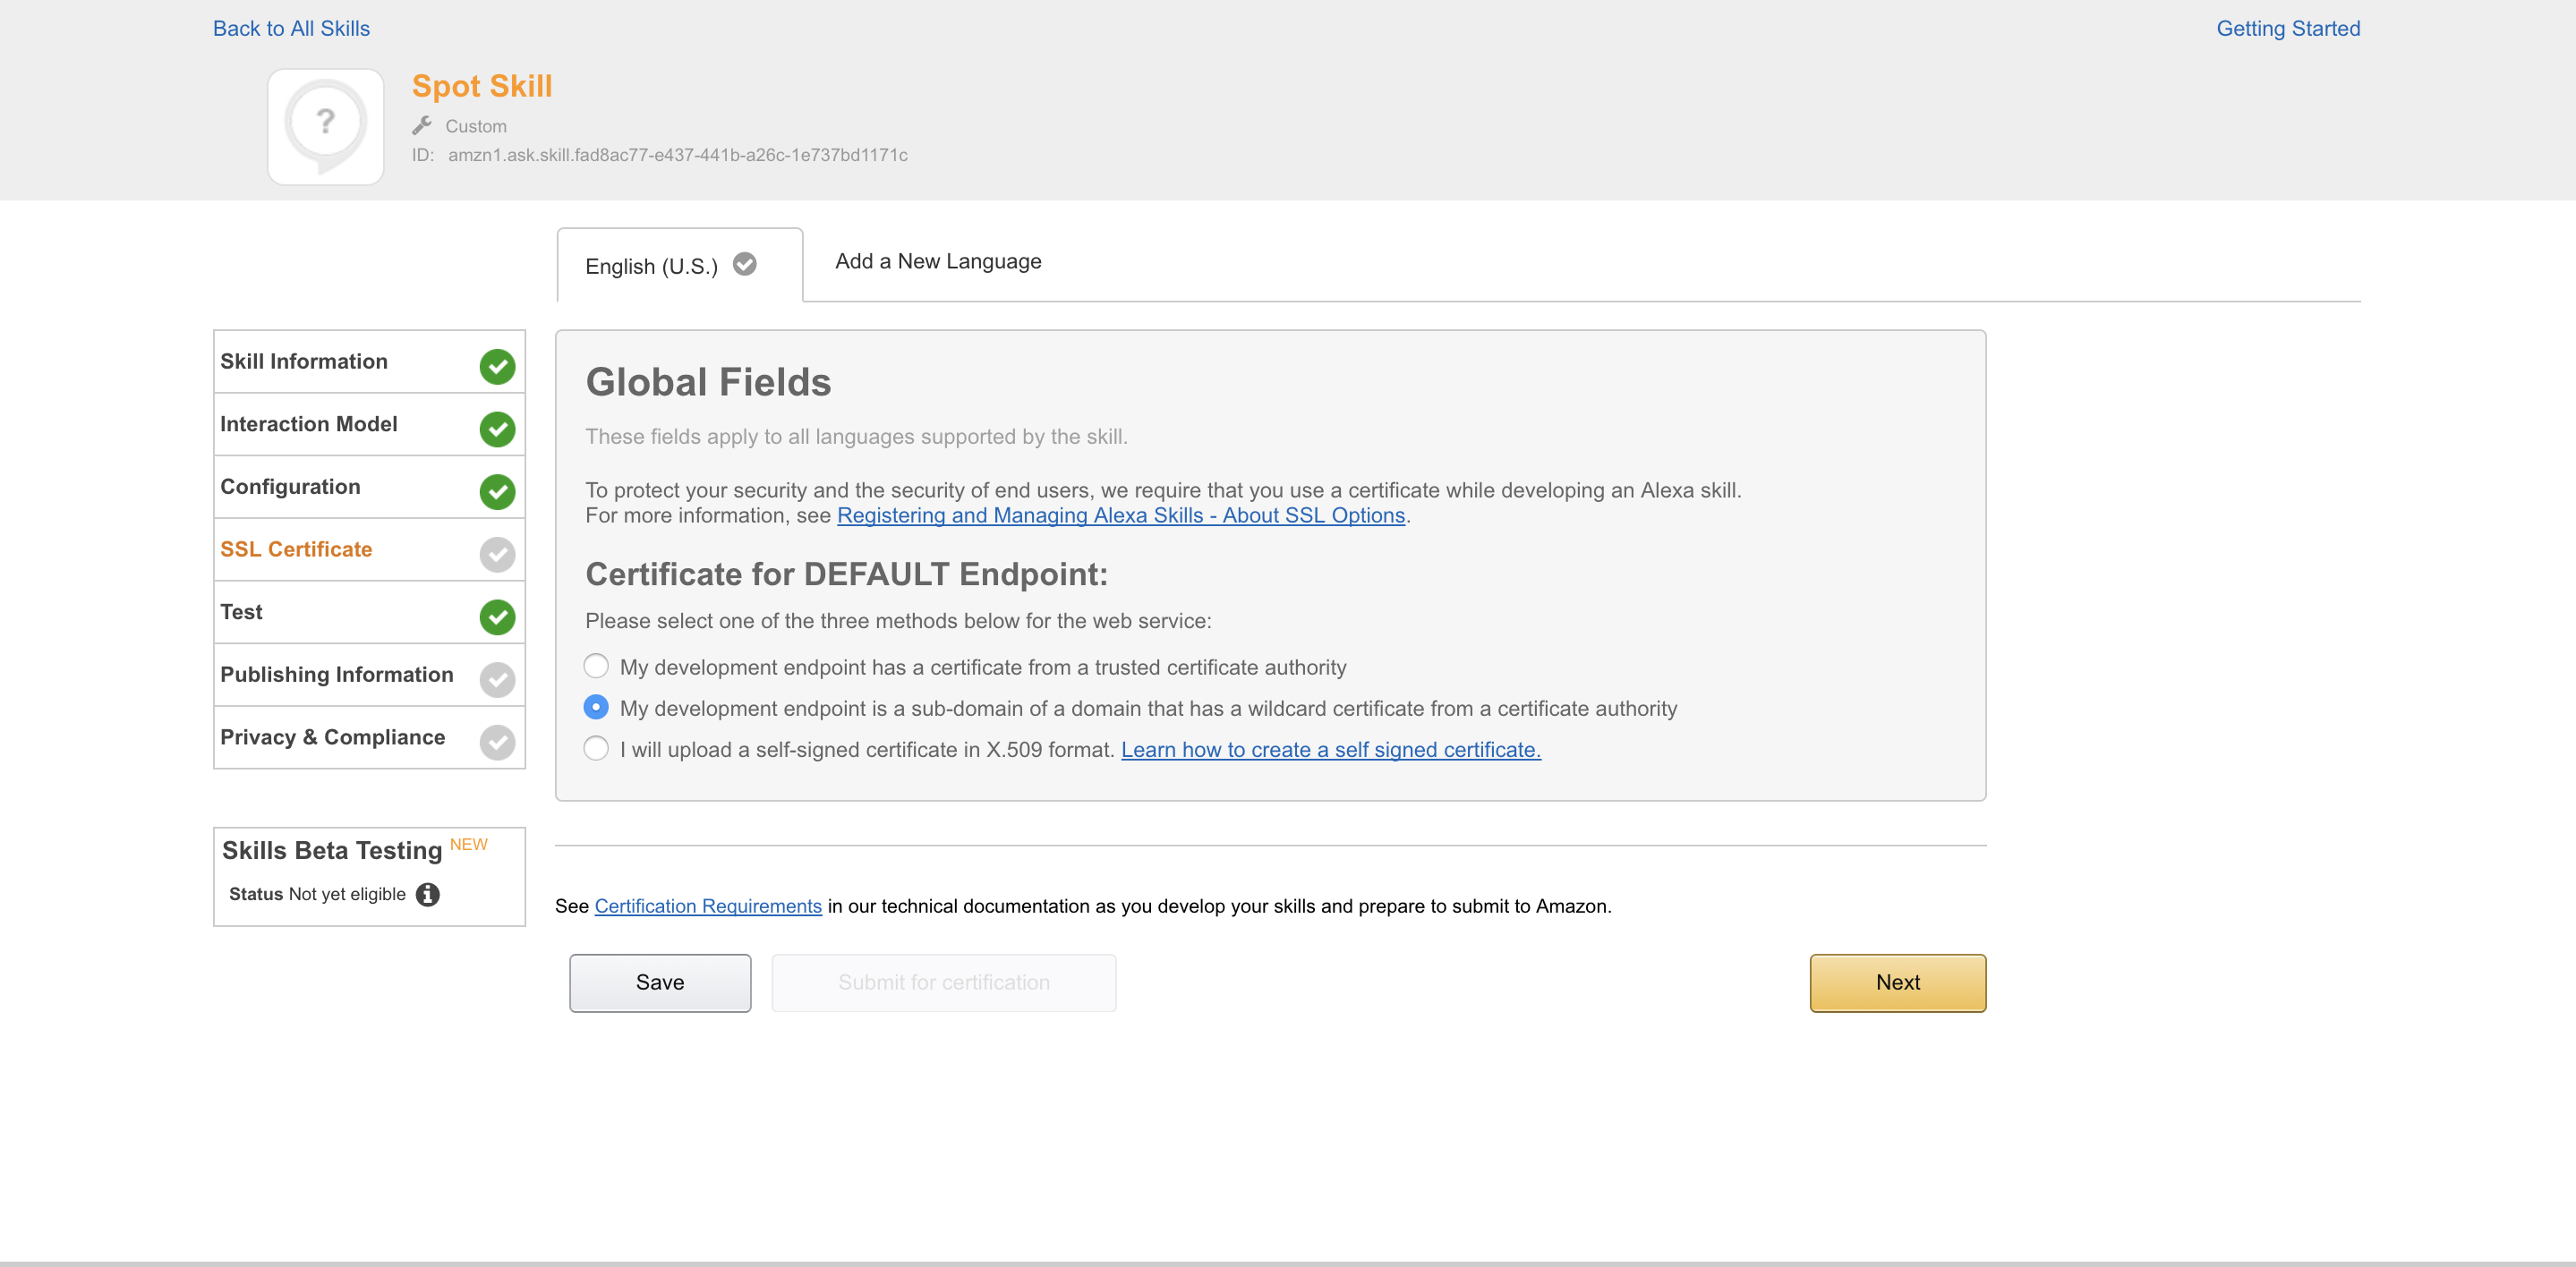 Back to All Skills
Getting Started
?
Spot Skill
Custom
ID: amzn1.ask.skill.fad8ac77-e437-441b-a26c-1e737bd1171c
English (U.S.)
Add a New Language
Skill Information
Interaction Model
Configuration
SSL Certificate
Test
Publishing Information
Privacy & Compliance
Skills Beta Testing NEW
Status Not yet eligible
Global Fields
These fields apply to all languages supported by the skill.
To protect your security and the security of end users, we require that you use a certificate while developing an Alexa skill.
For more information, see Registering and Managing Alexa Skills - About SSL Options.
Certificate for DEFAULT Endpoint:
Please select one of the three methods below for the web service:
My development endpoint has a certificate from a trusted certificate authority
My development endpoint is a sub-domain of a domain that has a wildcard certificate from a certificate authority
I will upload a self-signed certificate in X.509 format. Learn how to create a self signed certificate.
See Certification Requirements in our technical documentation as you develop your skills and prepare to submit to Amazon.
Save
Submit for certification
Next